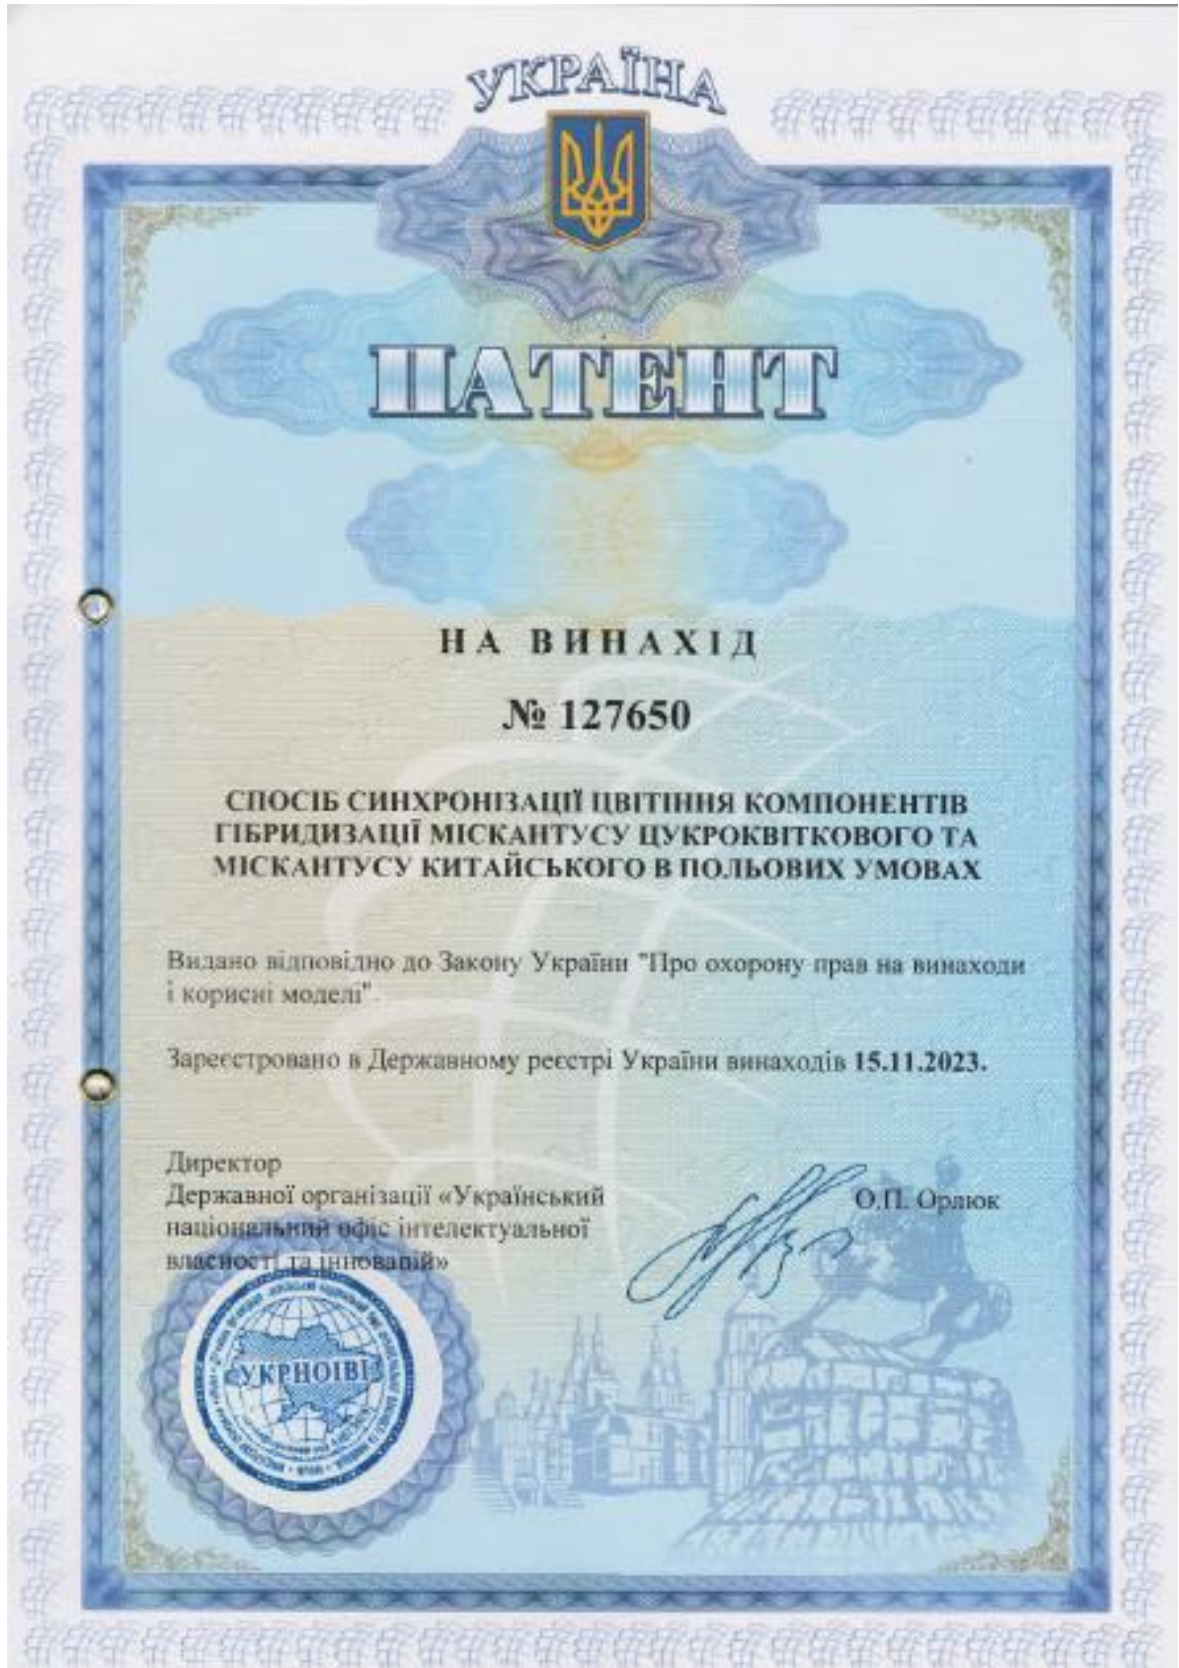 УКРАЇНА
ПАТЕНТ
НА ВИНАХІД
№ 127650
СПОСІБ СИНХРОНІЗАЦІЇ ЦВІТІННЯ КОМПОНЕНТІВ
ГІБРИДИЗАЦІЇ МІСКАНТУСУ ЦУКРОКВІТКОВОГО ТА
МІСКАНТУСУ КИТАЙСЬКОГО В ПОЛЬОВИХ УМОВАХ
Видано відповідно до Закону України "Про охорону прав на винаходи
і корисні моделі".
Зареєстровано в Державному реєстрі України винаходів 15.11.2023.
Директор
Державної організації «Український
національний офіс інтелектуальної
власності та інновацій»
О.П. Орлюк
УКРНОІВІ